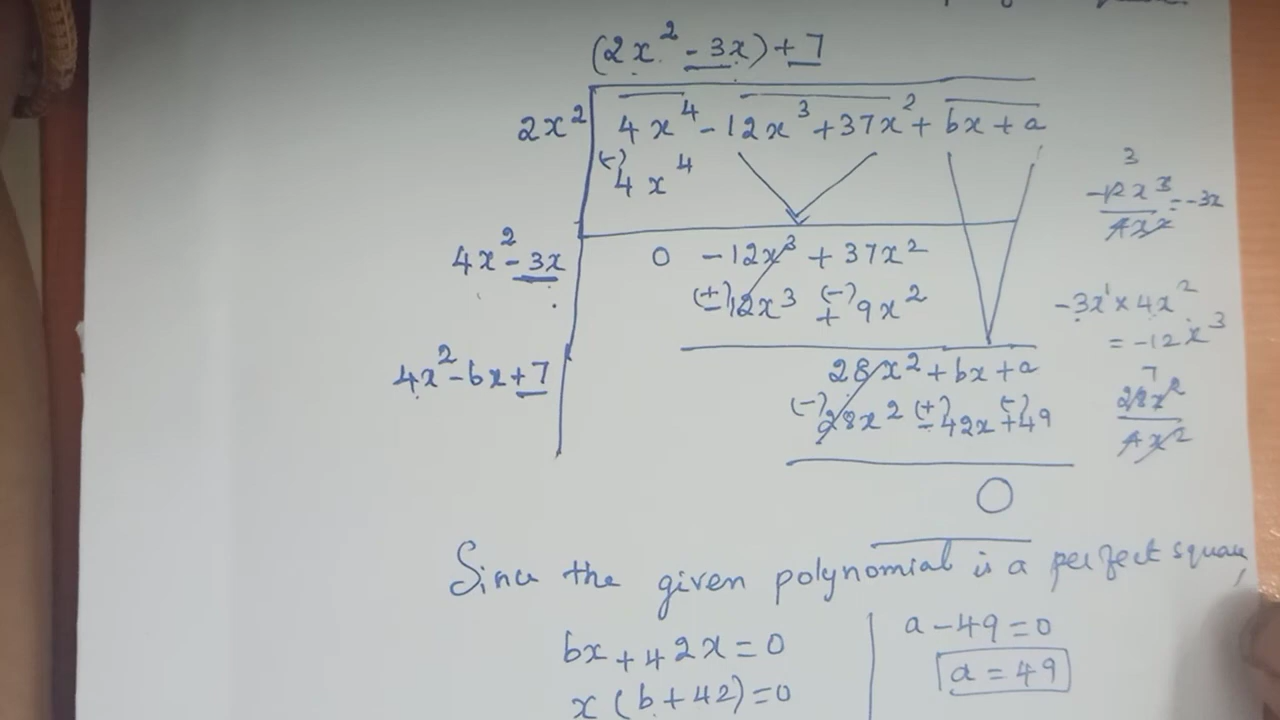 (2x² - 3x) + 7
2x² 4x⁴ - 12x³ + 37x² + bx + a
(-) 4x⁴
3
-12x³ / 4x² = -3x
4x² - 3x 0 - 12x³ + 37x²
(+) - 12x³ (-) + 9x²
-3x¹ × 4x²
= -12x³
4x² - 6x + 7 28x² + bx + a
(-) 28x² (+) - 42x (-) + 49
7
28x² / 4x²
0
Since the given polynomial is a perfect square,
bx + 42x = 0 a - 49 = 0
x (b + 42) = 0 a = 49